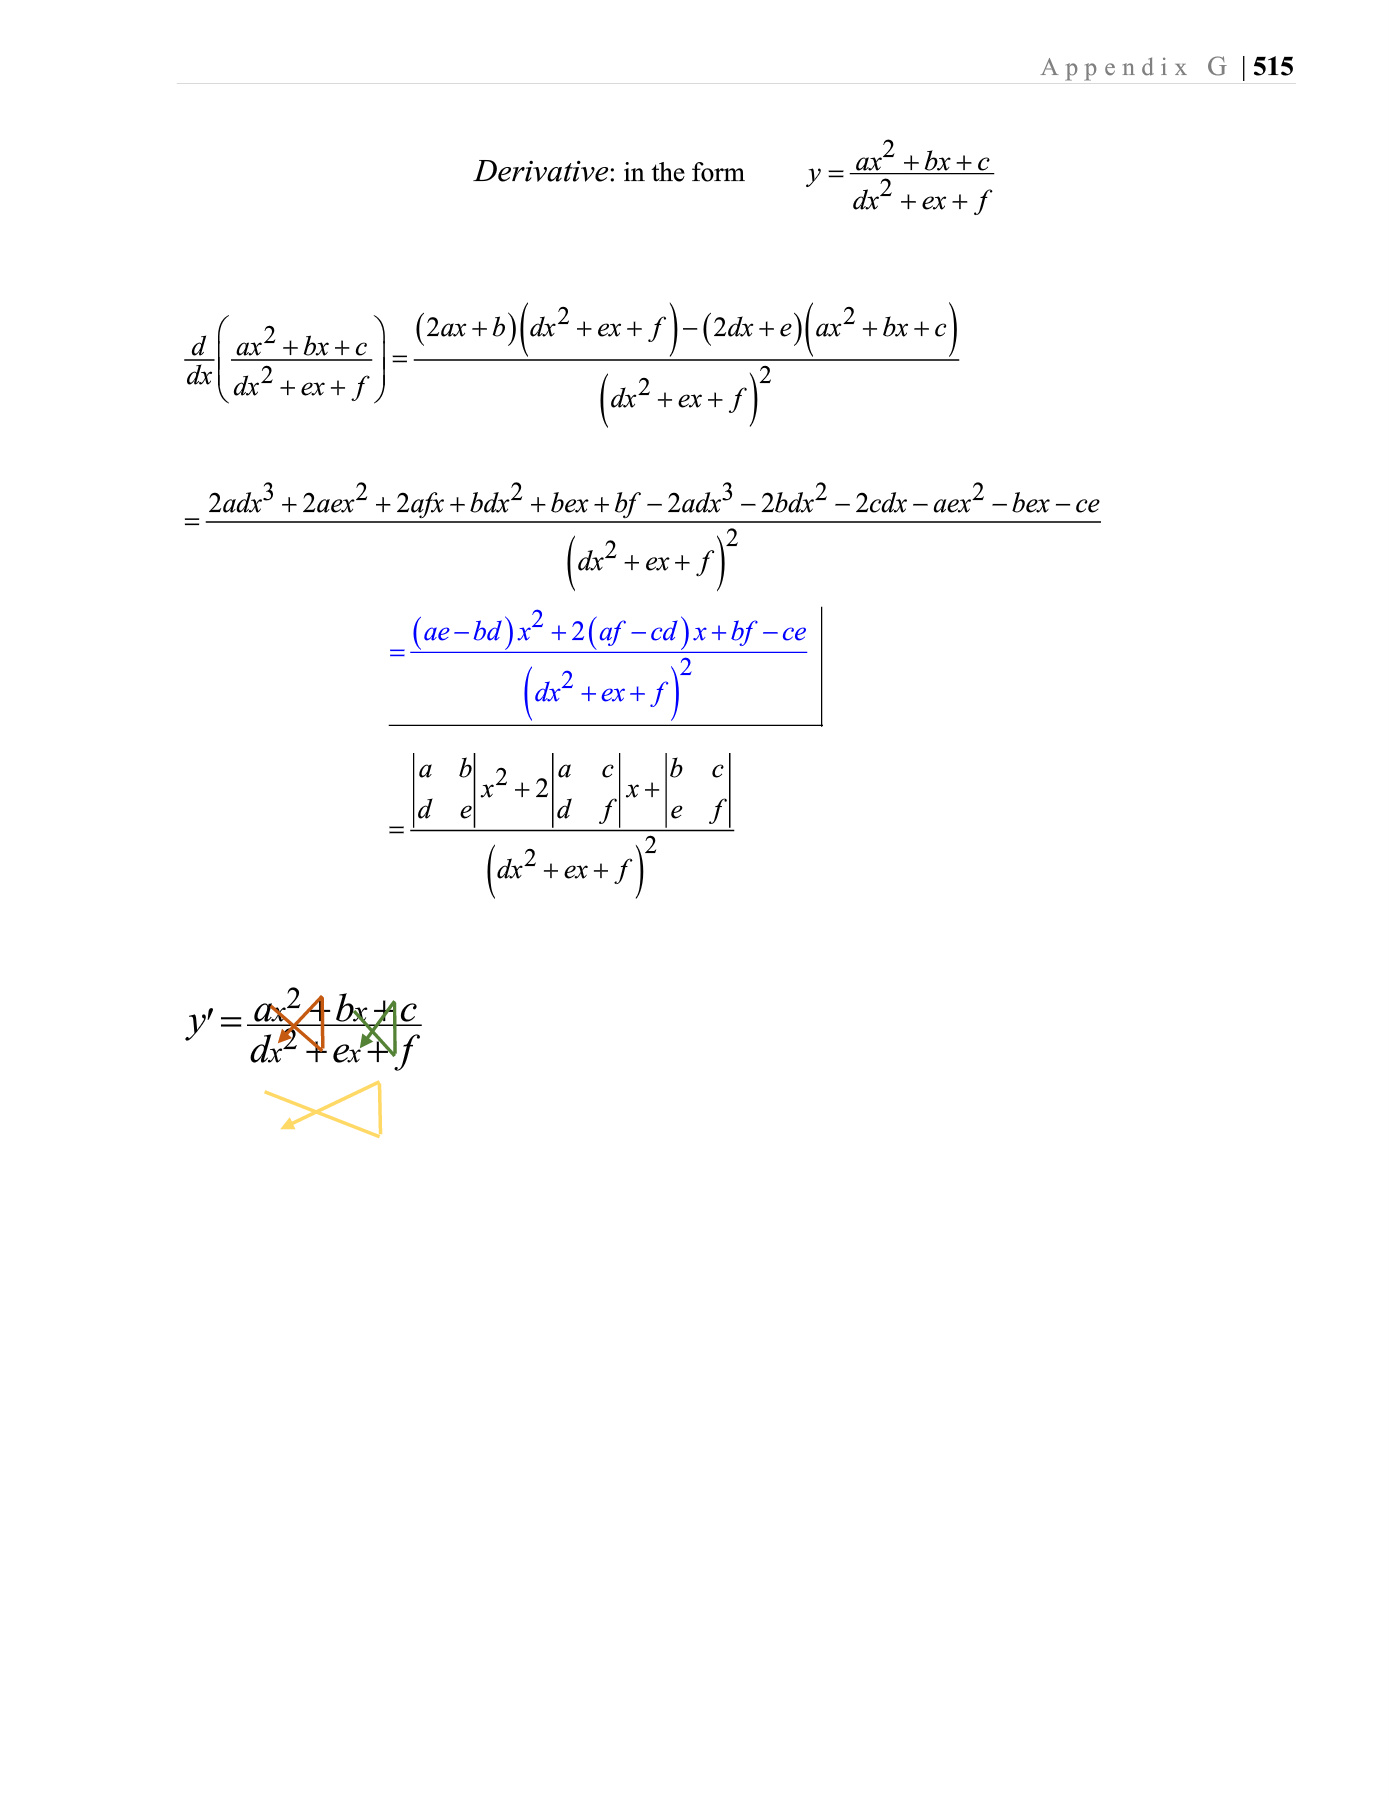 Appendix G | 515
Derivative: in the form y = \frac{ax^2 + bx + c}{dx^2 + ex + f}
\frac{d}{dx}\left(\frac{ax^2 + bx + c}{dx^2 + ex + f}\right) = \frac{(2ax + b)(dx^2 + ex + f) - (2dx + e)(ax^2 + bx + c)}{(dx^2 + ex + f)^2}
= \frac{2adx^3 + 2aex^2 + 2afx + bdx^2 + bex + bf - 2adx^3 - 2bdx^2 - 2cdx - aex^2 - bex - ce}{(dx^2 + ex + f)^2}
= \frac{(ae - bd)x^2 + 2(af - cd)x + bf - ce}{(dx^2 + ex + f)^2}
= \frac{\begin{vmatrix} a & b \\ d & e \end{vmatrix} x^2 + 2\begin{vmatrix} a & c \\ d & f \end{vmatrix} x + \begin{vmatrix} b & c \\ e & f \end{vmatrix}}{(dx^2 + ex + f)^2}
y' = \frac{ax^2 + bx + c}{dx^2 + ex + f}